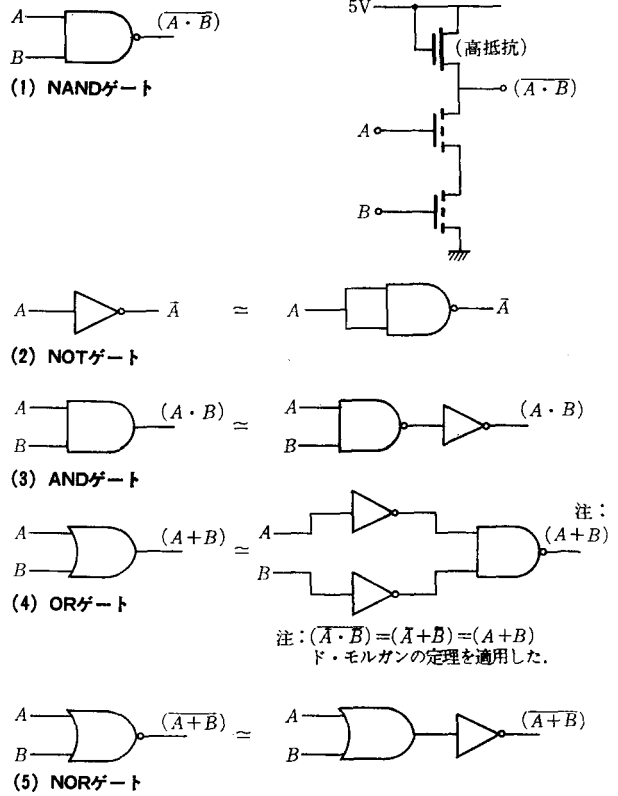 A
B
(A・B)‾
(1) NANDゲート
5V
(高抵抗)
(A・B)‾
A
B
A
Ā
≃
A
Ā
(2) NOTゲート
A
B
(A・B)
≃
A
B
(A・B)
(3) ANDゲート
A
B
(A+B)
≃
A
B
注:
(A+B)
(4) ORゲート
注:(Ā・B̄)‾=(A̿+B̿)=(A+B)
ド・モルガンの定理を適用した.
A
B
(A+B)‾
≃
A
B
(A+B)‾
(5) NORゲート